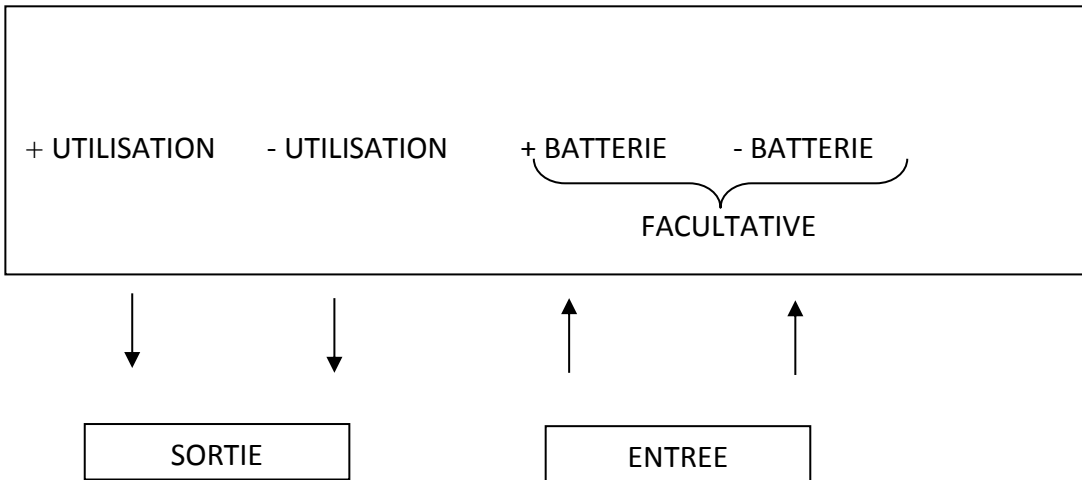 + UTILISATION - UTILISATION + BATTERIE - BATTERIE
FACULTATIVE
SORTIE ENTREE